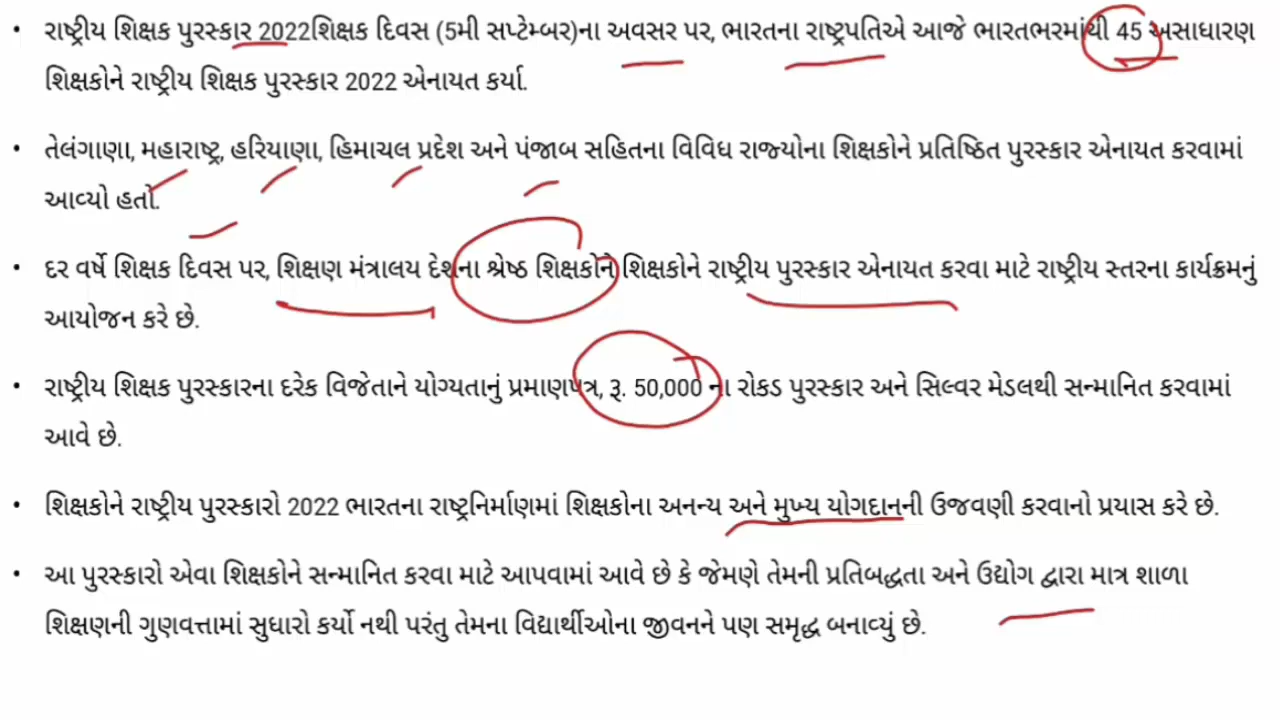 • રાષ્ટ્રીય શિક્ષક પુરસ્કાર 2022શિક્ષક દિવસ (5મી સપ્ટેમ્બર)ના અવસર પર, ભારતના રાષ્ટ્રપતિએ આજે ભારતભરમાંથી 45 અસાધારણ
શિક્ષકોને રાષ્ટ્રીય શિક્ષક પુરસ્કાર 2022 એનાયત કર્યા.
• તેલંગાણા, મહારાષ્ટ્ર, હરિયાણા, હિમાચલ પ્રદેશ અને પંજાબ સહિતના વિવિધ રાજ્યોના શિક્ષકોને પ્રતિષ્ઠિત પુરસ્કાર એનાયત કરવામાં
આવ્યો હતો.
• દર વર્ષે શિક્ષક દિવસ પર, શિક્ષણ મંત્રાલય દેશના શ્રેષ્ઠ શિક્ષકોને શિક્ષકોને રાષ્ટ્રીય પુરસ્કાર એનાયત કરવા માટે રાષ્ટ્રીય સ્તરના કાર્યક્રમનું
આયોજન કરે છે.
• રાષ્ટ્રીય શિક્ષક પુરસ્કારના દરેક વિજેતાને યોગ્યતાનું પ્રમાણપત્ર, રૂ. 50,000 ના રોકડ પુરસ્કાર અને સિલ્વર મેડલથી સન્માનિત કરવામાં
આવે છે.
• શિક્ષકોને રાષ્ટ્રીય પુરસ્કારો 2022 ભારતના રાષ્ટ્રનિર્માણમાં શિક્ષકોના અનન્ય અને મુખ્ય યોગદાનની ઉજવણી કરવાનો પ્રયાસ કરે છે.
• આ પુરસ્કારો એવા શિક્ષકોને સન્માનિત કરવા માટે આપવામાં આવે છે કે જેમણે તેમની પ્રતિબદ્ધતા અને ઉદ્યોગ દ્વારા માત્ર શાળા
શિક્ષણની ગુણવત્તામાં સુધારો કર્યો નથી પરંતુ તેમના વિદ્યાર્થીઓના જીવનને પણ સમૃદ્ધ બનાવ્યું છે.